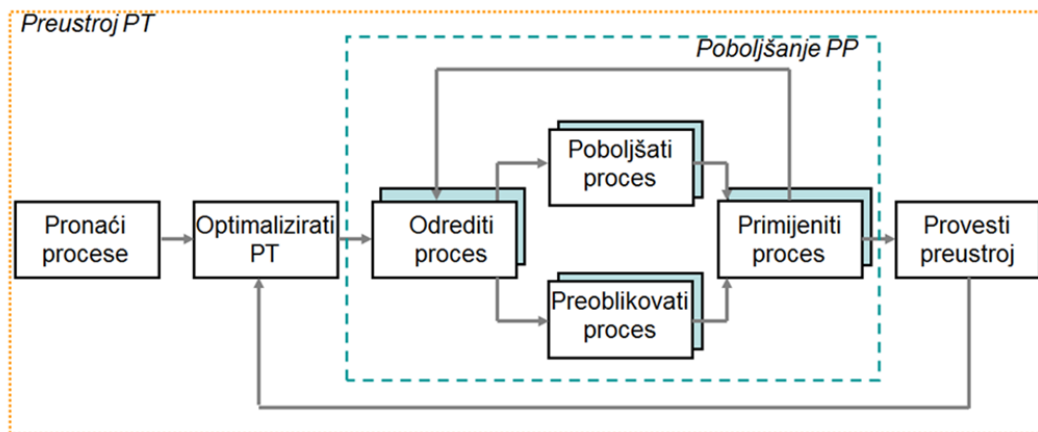 Preustroj PT
Poboljšanje PP
Pronaći
procese
Optimalizirati
PT
Odrediti
proces
Poboljšati
proces
Preoblikovati
proces
Primijeniti
proces
Provesti
preustroj